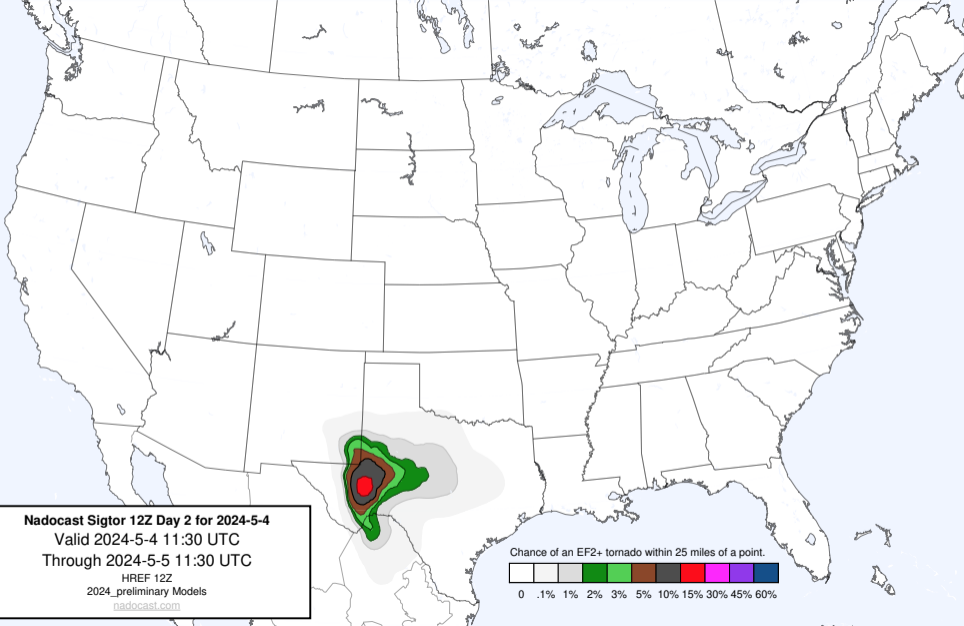 Nadocast Sigtor 12Z Day 2 for 2024-5-4
Valid 2024-5-4 11:30 UTC
Through 2024-5-5 11:30 UTC
HREF 12Z
2024_preliminary Models
nadocast.com
Chance of an EF2+ tornado within 25 miles of a point.
0 .1% 1% 2% 3% 5% 10% 15% 30% 45% 60%